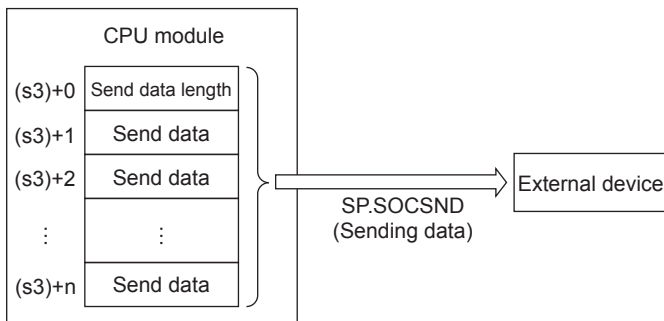 CPU module
(s3)+0 Send data length
(s3)+1 Send data
(s3)+2 Send data
⋮ ⋮
(s3)+n Send data
SP.SOCSND
(Sending data)
External device